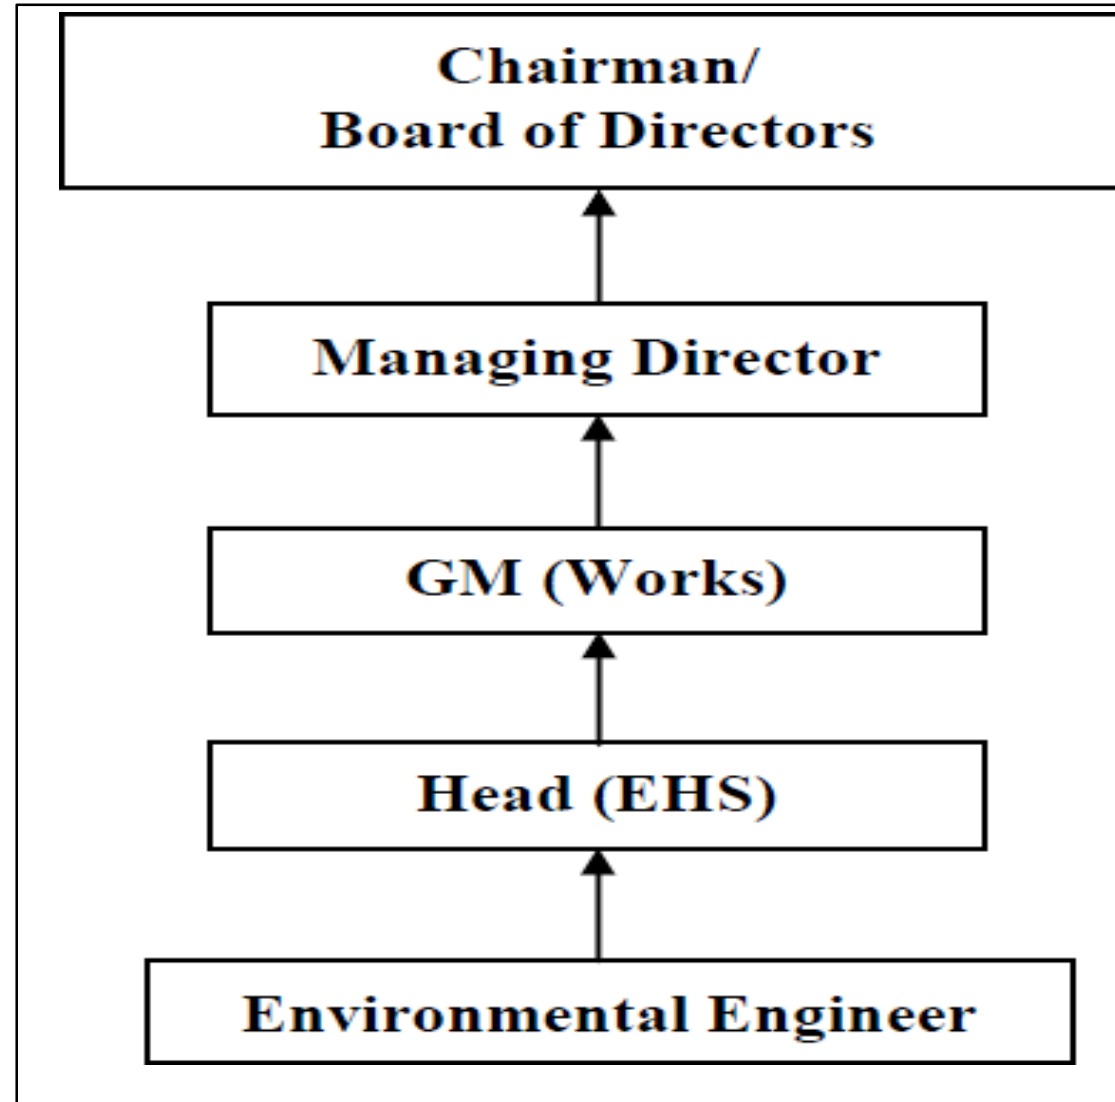 Chairman/
Board of Directors
Managing Director
GM (Works)
Head (EHS)
Environmental Engineer